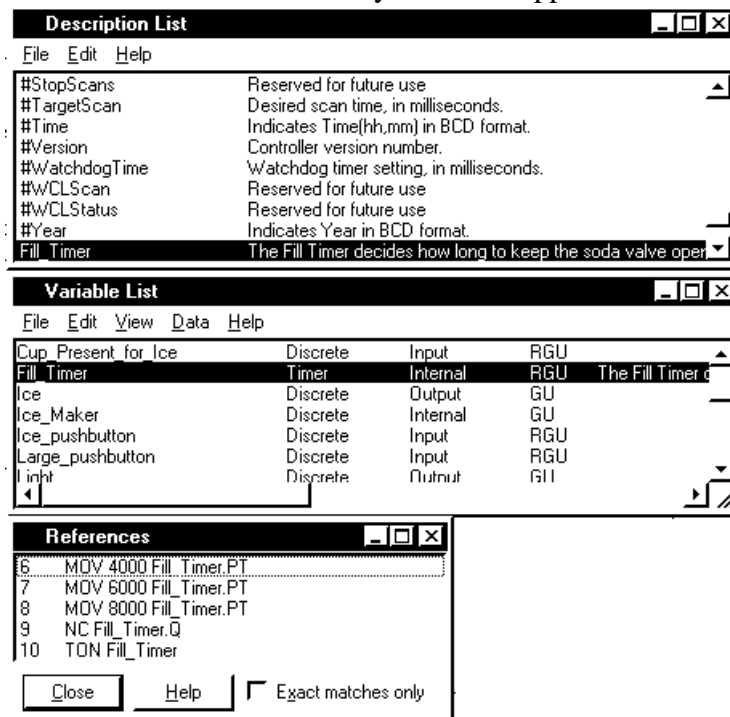 Description List
File Edit Help
#StopScans Reserved for future use
#TargetScan Desired scan time, in milliseconds.
#Time Indicates Time(hh,mm) in BCD format.
#Version Controller version number.
#WatchdogTime Watchdog timer setting, in milliseconds.
#WCLScan Reserved for future use
#WCLStatus Reserved for future use
#Year Indicates Year in BCD format.
Fill_Timer The Fill Timer decides how long to keep the soda valve open
Variable List
File Edit View Data Help
Cup_Present_for_Ice Discrete Input RGU
Fill_Timer Timer Internal RGU The Fill Timer
Ice Discrete Output GU
Ice_Maker Discrete Internal GU
Ice_pushbutton Discrete Input RGU
Large_pushbutton Discrete Input RGU
Light Discrete Output GU
References
6 MOV 4000 Fill_Timer.PT
7 MOV 6000 Fill_Timer.PT
8 MOV 8000 Fill_Timer.PT
9 NC Fill_Timer.Q
10 TON Fill_Timer
Close Help Exact matches only